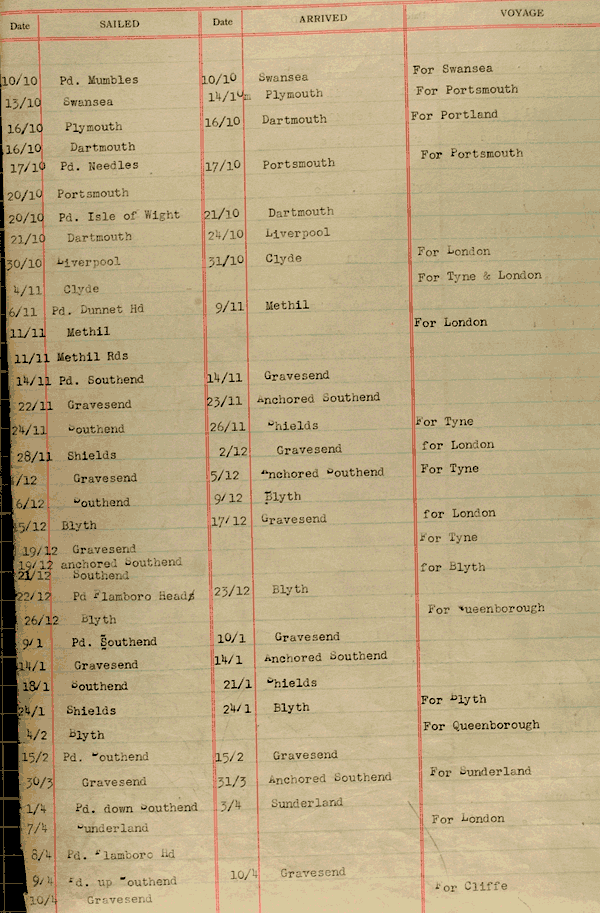 Date SAILED Date ARRIVED VOYAGE
10/10 Pd. Mumbles 10/10 Swansea For Swansea
13/10 Swansea 14/10m Plymouth For Portsmouth
16/10 Plymouth 16/10 Dartmouth For Portland
16/10 Dartmouth
17/10 Pd. Needles 17/10 Portsmouth For Portsmouth
20/10 Portsmouth
20/10 Pd. Isle of Wight 21/10 Dartmouth
21/10 Dartmouth 24/10 Liverpool
30/10 Liverpool 31/10 Clyde For London
4/11 Clyde For Tyne & London
6/11 Pd. Dunnet Hd 9/11 Methil
11/11 Methil For London
11/11 Methil Rds
14/11 Pd. Southend 14/11 Gravesend
22/11 Gravesend 23/11 Anchored Southend
24/11 Southend 26/11 Shields For Tyne
28/11 Shields 2/12 Gravesend for London
/12 Gravesend 5/12 Anchored Southend For Tyne
6/12 Southend 9/12 Blyth
15/12 Blyth 17/12 Gravesend for London
19/12 Gravesend For Tyne
19/12 anchored Southend
21/12 Southend for Blyth
22/12 Pd Flamboro Head 23/12 Blyth
26/12 Blyth For Queenborough
9/1 Pd. Southend 10/1 Gravesend
14/1 Gravesend 14/1 Anchored Southend
18/1 Southend 21/1 Shields
24/1 Shields 24/1 Blyth For Blyth
4/2 Blyth For Queenborough
15/2 Pd. Southend 15/2 Gravesend
30/3 Gravesend 31/3 Anchored Southend For Sunderland
1/4 Pd. down Southend 3/4 Sunderland
7/4 Sunderland For London
8/4 Pd. Flamboro Hd
9/4 Pd. up Southend 10/4 Gravesend
10/4 Gravesend For Cliffe